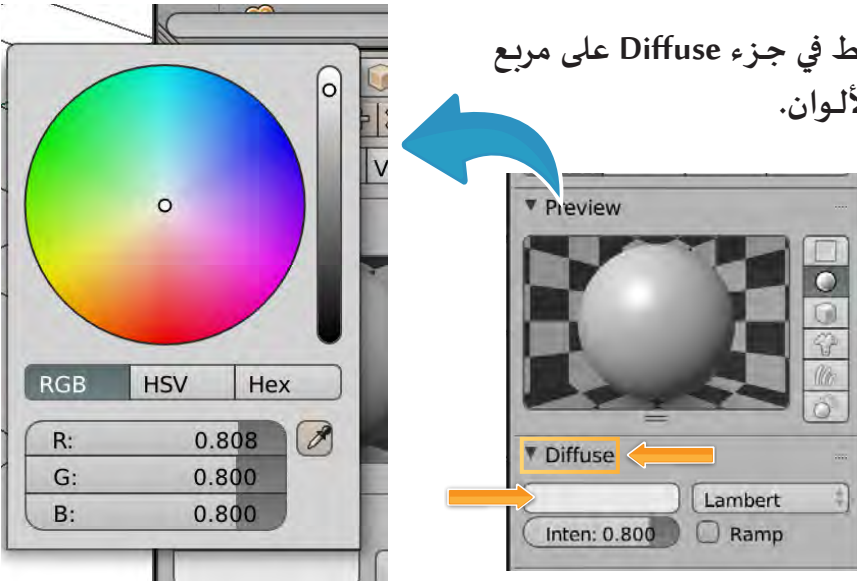 ط في جزء Diffuse على مربع
لألوان.
V
RGB HSV Hex
R: 0.808
G: 0.800
B: 0.800
Preview
Diffuse
Lambert
Inten: 0.800 Ramp